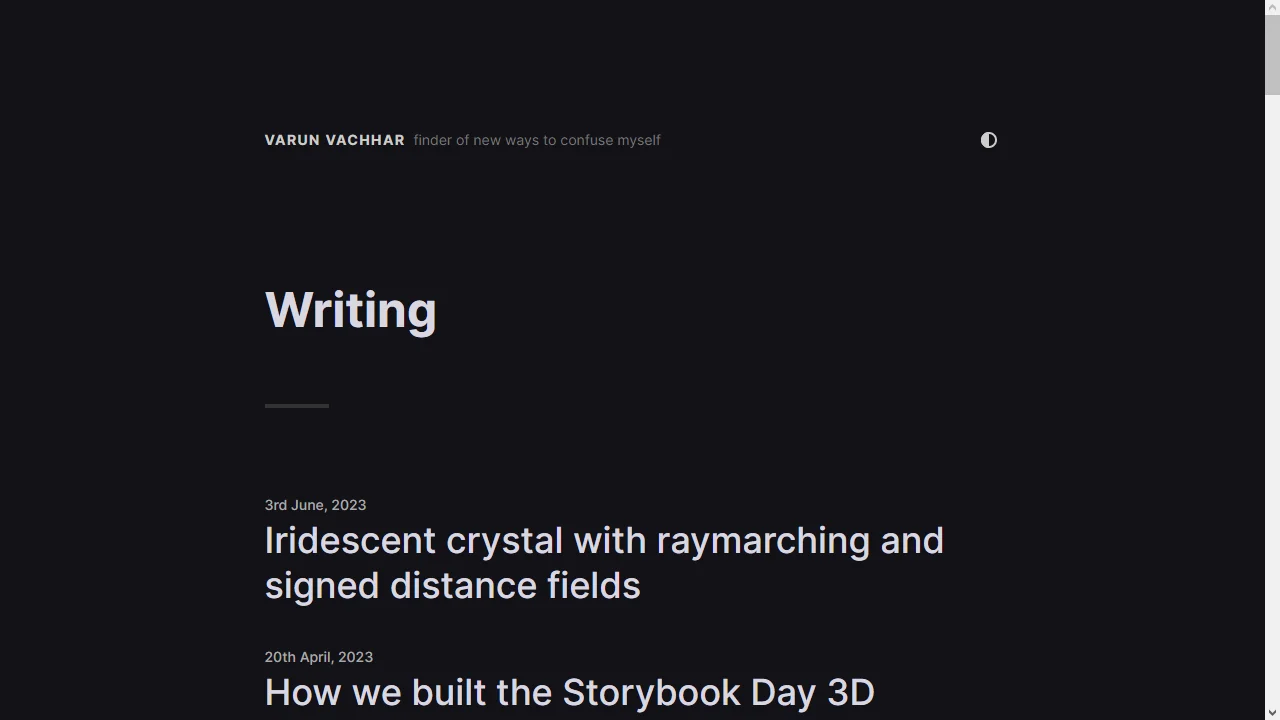 VARUN VACHHAR finder of new ways to confuse myself
Writing
3rd June, 2023
Iridescent crystal with raymarching and
signed distance fields
20th April, 2023
How we built the Storybook Day 3D